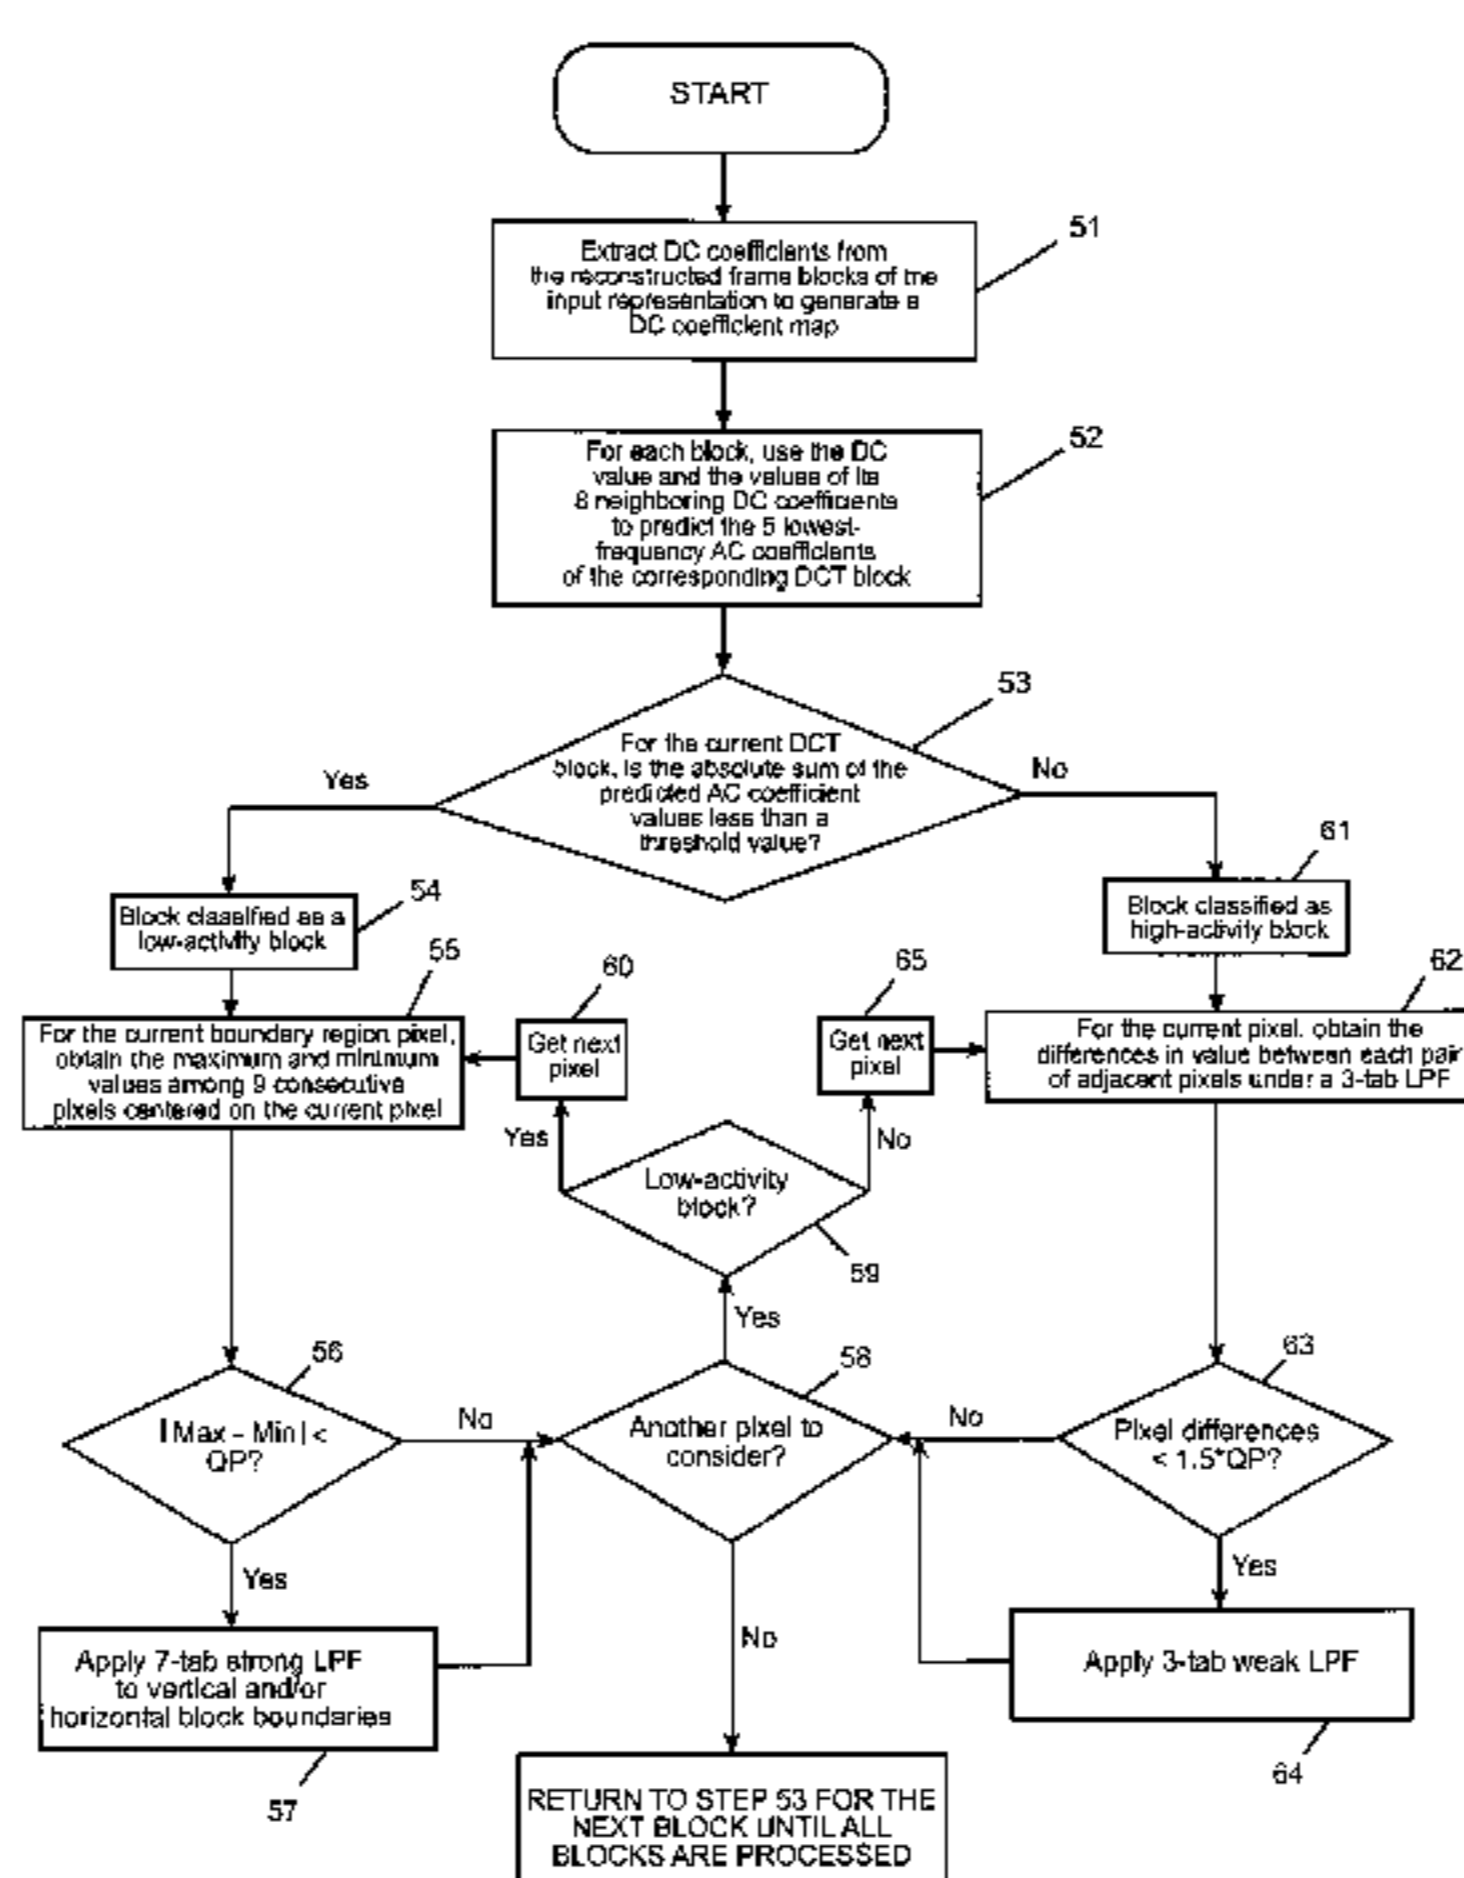 START
51
Extract DC coefficients from
the reconstructed frame blocks of the
input representation to generate a
DC coefficient map
52
For each block, use the DC
value and the values of its
8 neighboring DC coefficients
to predict the 5 lowest-
frequency AC coefficients
of the corresponding DCT block
53
For the current DCT
block, is the absolute sum of the
predicted AC coefficient
values less than a
threshold value?
Yes
No
54
Block classified as a
low-activity block
61
Block classified as
high-activity block
55
For the current boundary region pixel,
obtain the maximum and minimum
values among 9 consecutive
pixels centered on the current pixel
60
Get next
pixel
65
Get next
pixel
62
For the current pixel, obtain the
differences in value between each pair
of adjacent pixels under a 3-tab LPF
Yes
No
Low-activity
block?
59
Yes
56
|Max - Min| <
QP?
No
58
Another pixel to
consider?
No
63
Pixel differences
< 1.5*QP?
Yes
Yes
No
Apply 7-tab strong LPF
to vertical and/or
horizontal block boundaries
57
Apply 3-tab weak LPF
64
RETURN TO STEP 53 FOR THE
NEXT BLOCK UNTIL ALL
BLOCKS ARE PROCESSED